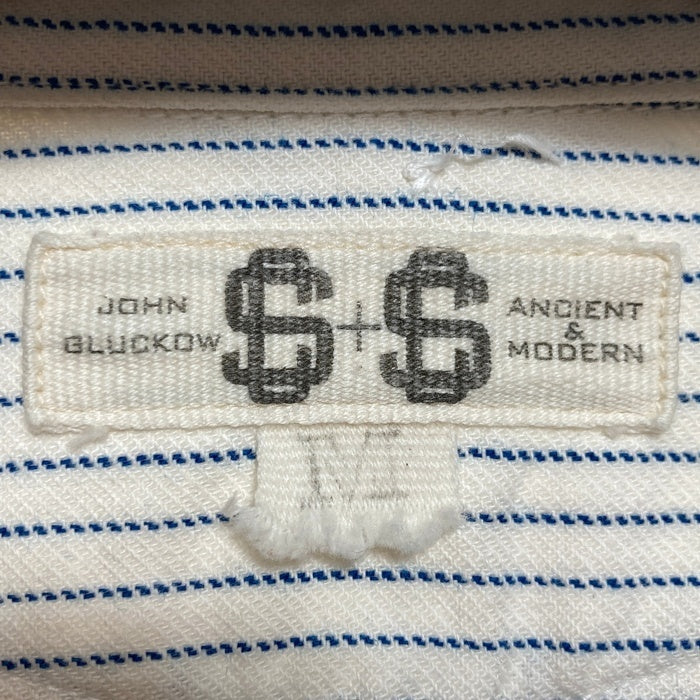 JOHN
GLUCKOW
+
ANCIENT
&
MODERN
M